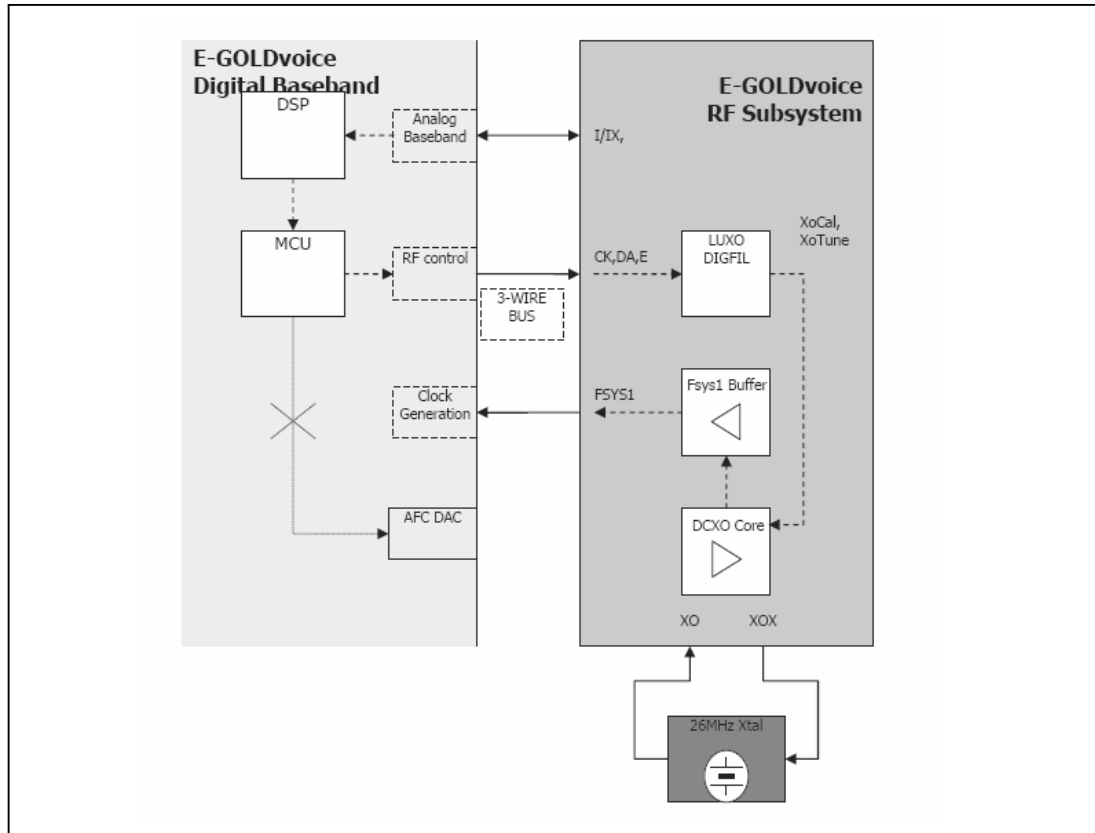 E-GOLDvoice
Digital Baseband
DSP
Analog
Baseband
MCU
RF control
3-WIRE
BUS
Clock
Generation
AFC DAC
E-GOLDvoice
RF Subsystem
I/IX,
XoCal,
XoTune
CK,DA,E
LUXO
DIGFIL
FSYS1
Fsys1 Buffer
DCXO Core
XO
XOX
26MHz Xtal